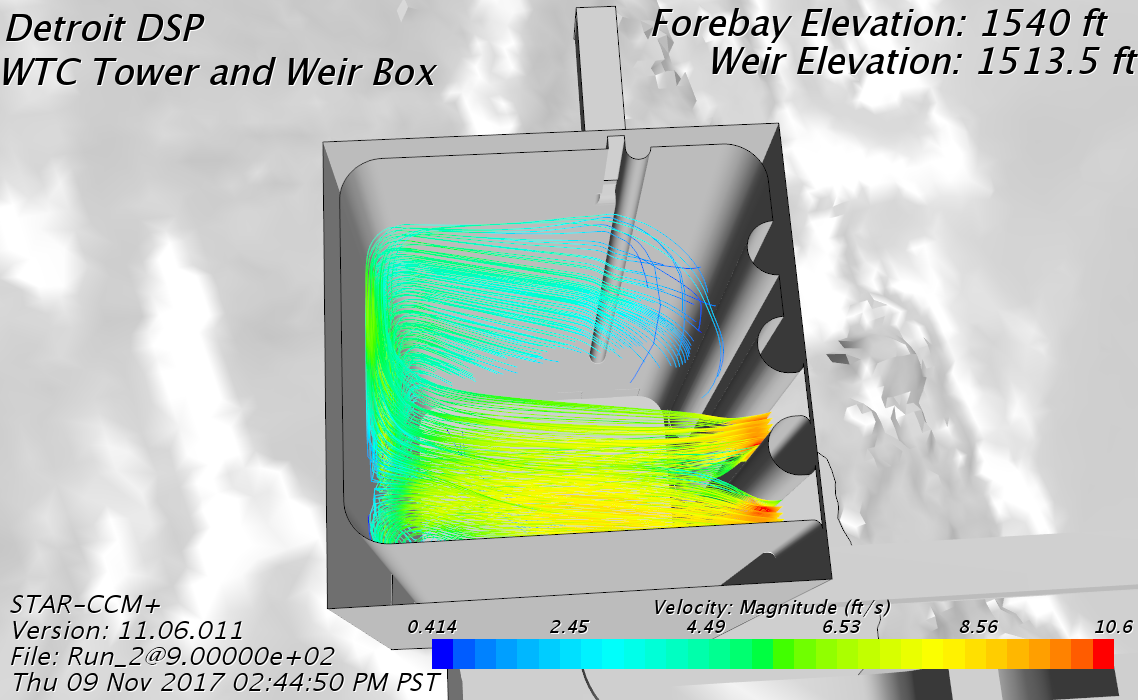 Detroit DSP
WTC Tower and Weir Box
Forebay Elevation: 1540 ft
Weir Elevation: 1513.5 ft
STAR-CCM+
Version: 11.06.011
File: Run_2@9.00000e+02
Thu 09 Nov 2017 02:44:50 PM PST
Velocity: Magnitude (ft/s)
0.414 2.45 4.49 6.53 8.56 10.6